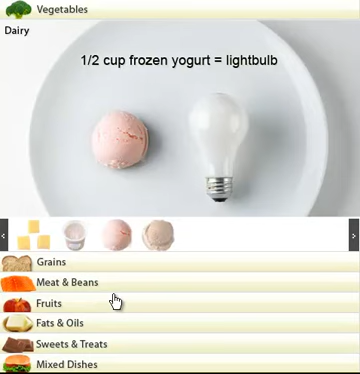 Vegetables
Dairy
1/2 cup frozen yogurt = lightbulb
Grains
Meat & Beans
Fruits
Fats & Oils
Sweets & Treats
Mixed Dishes